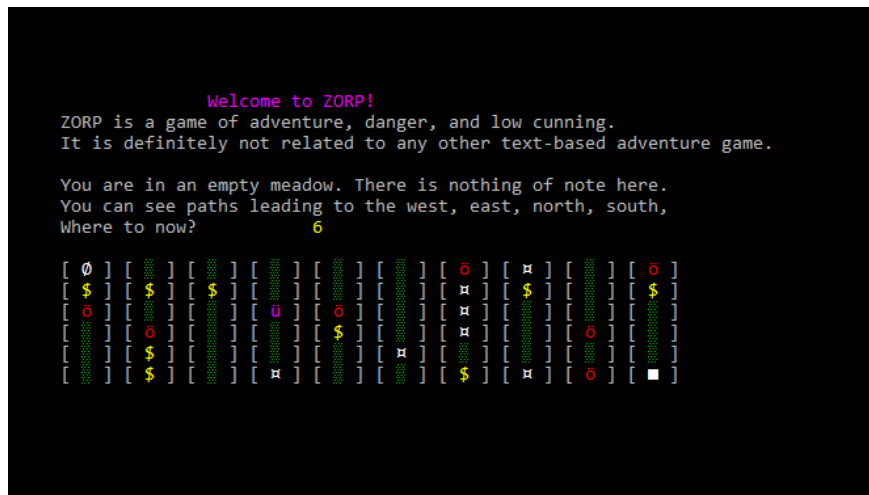 Welcome to ZORP!
ZORP is a game of adventure, danger, and low cunning.
It is definitely not related to any other text-based adventure game.
You are in an empty meadow. There is nothing of note here.
You can see paths leading to the west, east, north, south,
Where to now? 6
[ Ø ] [ ▒ ] [ ▒ ] [ ▒ ] [ ▒ ] [ ▒ ] [ ö ] [ ¤ ] [ ▒ ] [ ö ]
[ $ ] [ $ ] [ $ ] [ ▒ ] [ ▒ ] [ ▒ ] [ ¤ ] [ $ ] [ ▒ ] [ $ ]
[ ö ] [ ▒ ] [ ▒ ] [ ü ] [ ö ] [ ▒ ] [ ¤ ] [ ▒ ] [ ▒ ] [ ▒ ]
[ ▒ ] [ ö ] [ ▒ ] [ ▒ ] [ $ ] [ ▒ ] [ ¤ ] [ ▒ ] [ ö ] [ ▒ ]
[ ▒ ] [ $ ] [ ▒ ] [ ▒ ] [ ▒ ] [ ¤ ] [ ▒ ] [ ▒ ] [ ▒ ] [ ▒ ]
[ ▒ ] [ $ ] [ ▒ ] [ ¤ ] [ ▒ ] [ ▒ ] [ $ ] [ ¤ ] [ ö ] [ ■ ]